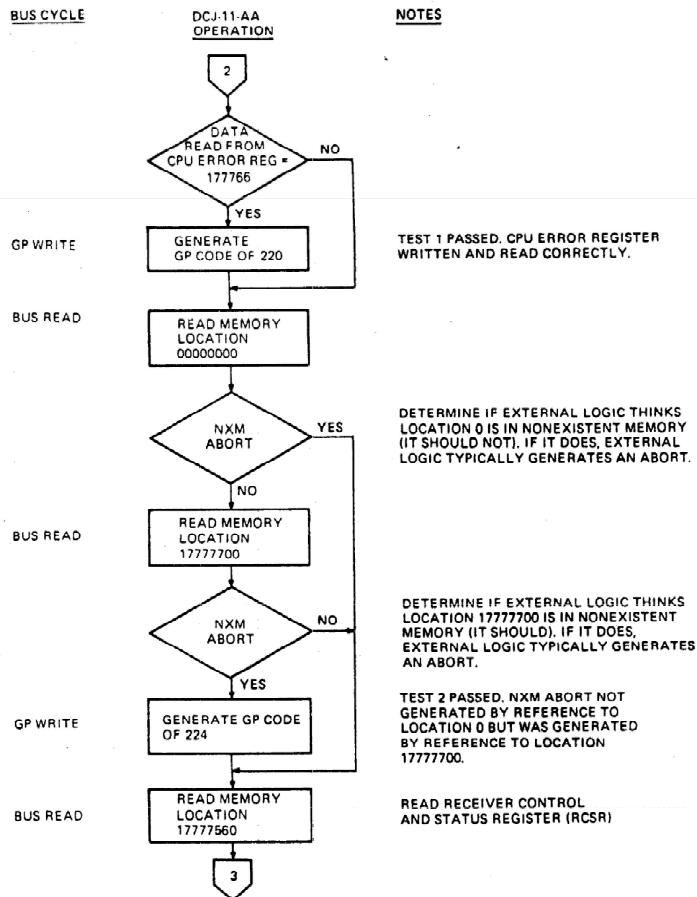 BUS CYCLE
DCJ-11-AA
OPERATION
NOTES
2
DATA
READ FROM
CPU ERROR REG =
177766
NO
YES
GP WRITE
GENERATE
GP CODE OF 220
TEST 1 PASSED. CPU ERROR REGISTER
WRITTEN AND READ CORRECTLY.
BUS READ
READ MEMORY
LOCATION
00000000
NXM
ABORT
YES
NO
DETERMINE IF EXTERNAL LOGIC THINKS
LOCATION 0 IS IN NONEXISTENT MEMORY
(IT SHOULD NOT). IF IT DOES, EXTERNAL
LOGIC TYPICALLY GENERATES AN ABORT.
BUS READ
READ MEMORY
LOCATION
17777700
NXM
ABORT
NO
YES
DETERMINE IF EXTERNAL LOGIC THINKS
LOCATION 17777700 IS IN NONEXISTENT
MEMORY (IT SHOULD). IF IT DOES,
EXTERNAL LOGIC TYPICALLY GENERATES
AN ABORT.
GP WRITE
GENERATE GP CODE
OF 224
TEST 2 PASSED. NXM ABORT NOT
GENERATED BY REFERENCE TO
LOCATION 0 BUT WAS GENERATED
BY REFERENCE TO LOCATION
17777700.
BUS READ
READ MEMORY
LOCATION
17777560
READ RECEIVER CONTROL
AND STATUS REGISTER (RCSR)
3